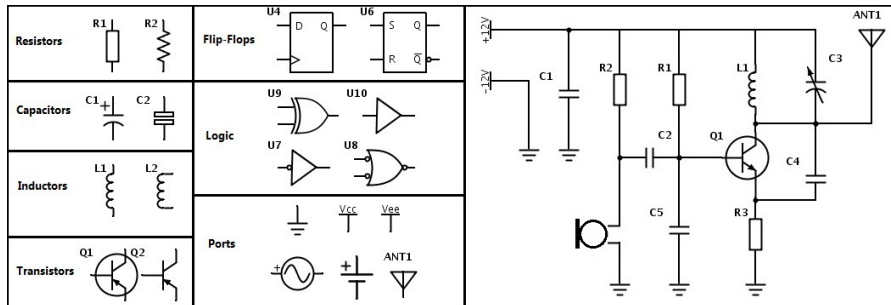 Resistors
R1
R2
Capacitors
C1
+
C2
Inductors
L1
L2
Transistors
Q1
Q2
Flip-Flops
U4
D
Q
U6
S
Q
R
Q
Logic
U9
U10
U7
U8
Ports
Vcc
Vee
+
+
ANT1
+12V
-12V
C1
R2
R1
L1
C3
ANT1
C2
Q1
C4
C5
R3